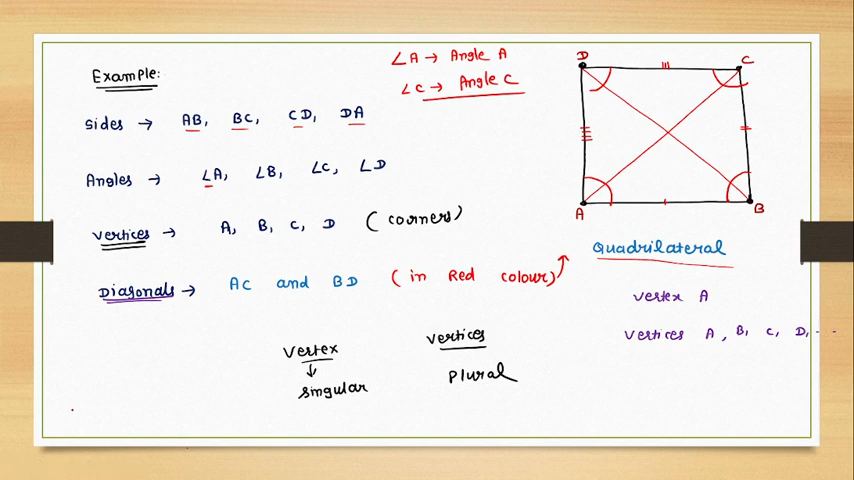 Example:
∠A → Angle A
∠C → Angle C
Sides → AB, BC, CD, DA
Angles → ∠A, ∠B, ∠C, ∠D
Vertices → A, B, C, D (corners)
Diagonals → AC and BD (in Red colour)
Vertex
↓
singular
Vertices
Plural
D
C
A
B
Quadrilateral
Vertex A
Vertices A, B, C, D, ...